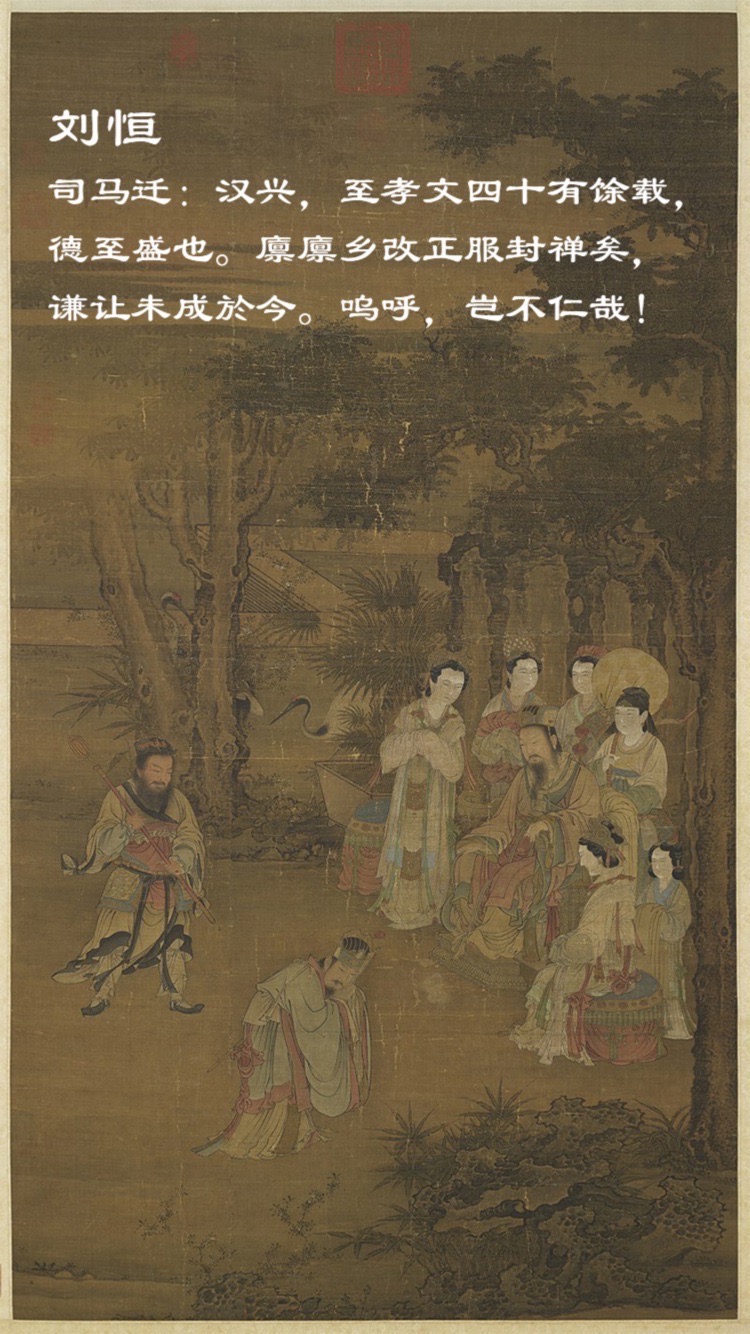 刘恒
司马迁：汉兴，至孝文四十有馀载，
德至盛也。廪廪乡改正服封禅矣，
谦让未成於今。呜呼，岂不仁哉！